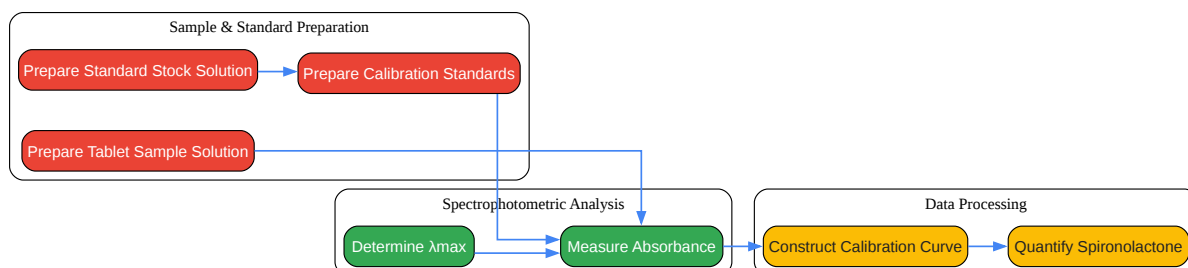 Sample & Standard Preparation
Prepare Standard Stock Solution
Prepare Calibration Standards
Prepare Tablet Sample Solution
Spectrophotometric Analysis
Determine λmax
Measure Absorbance
Data Processing
Construct Calibration Curve
Quantify Spironolactone